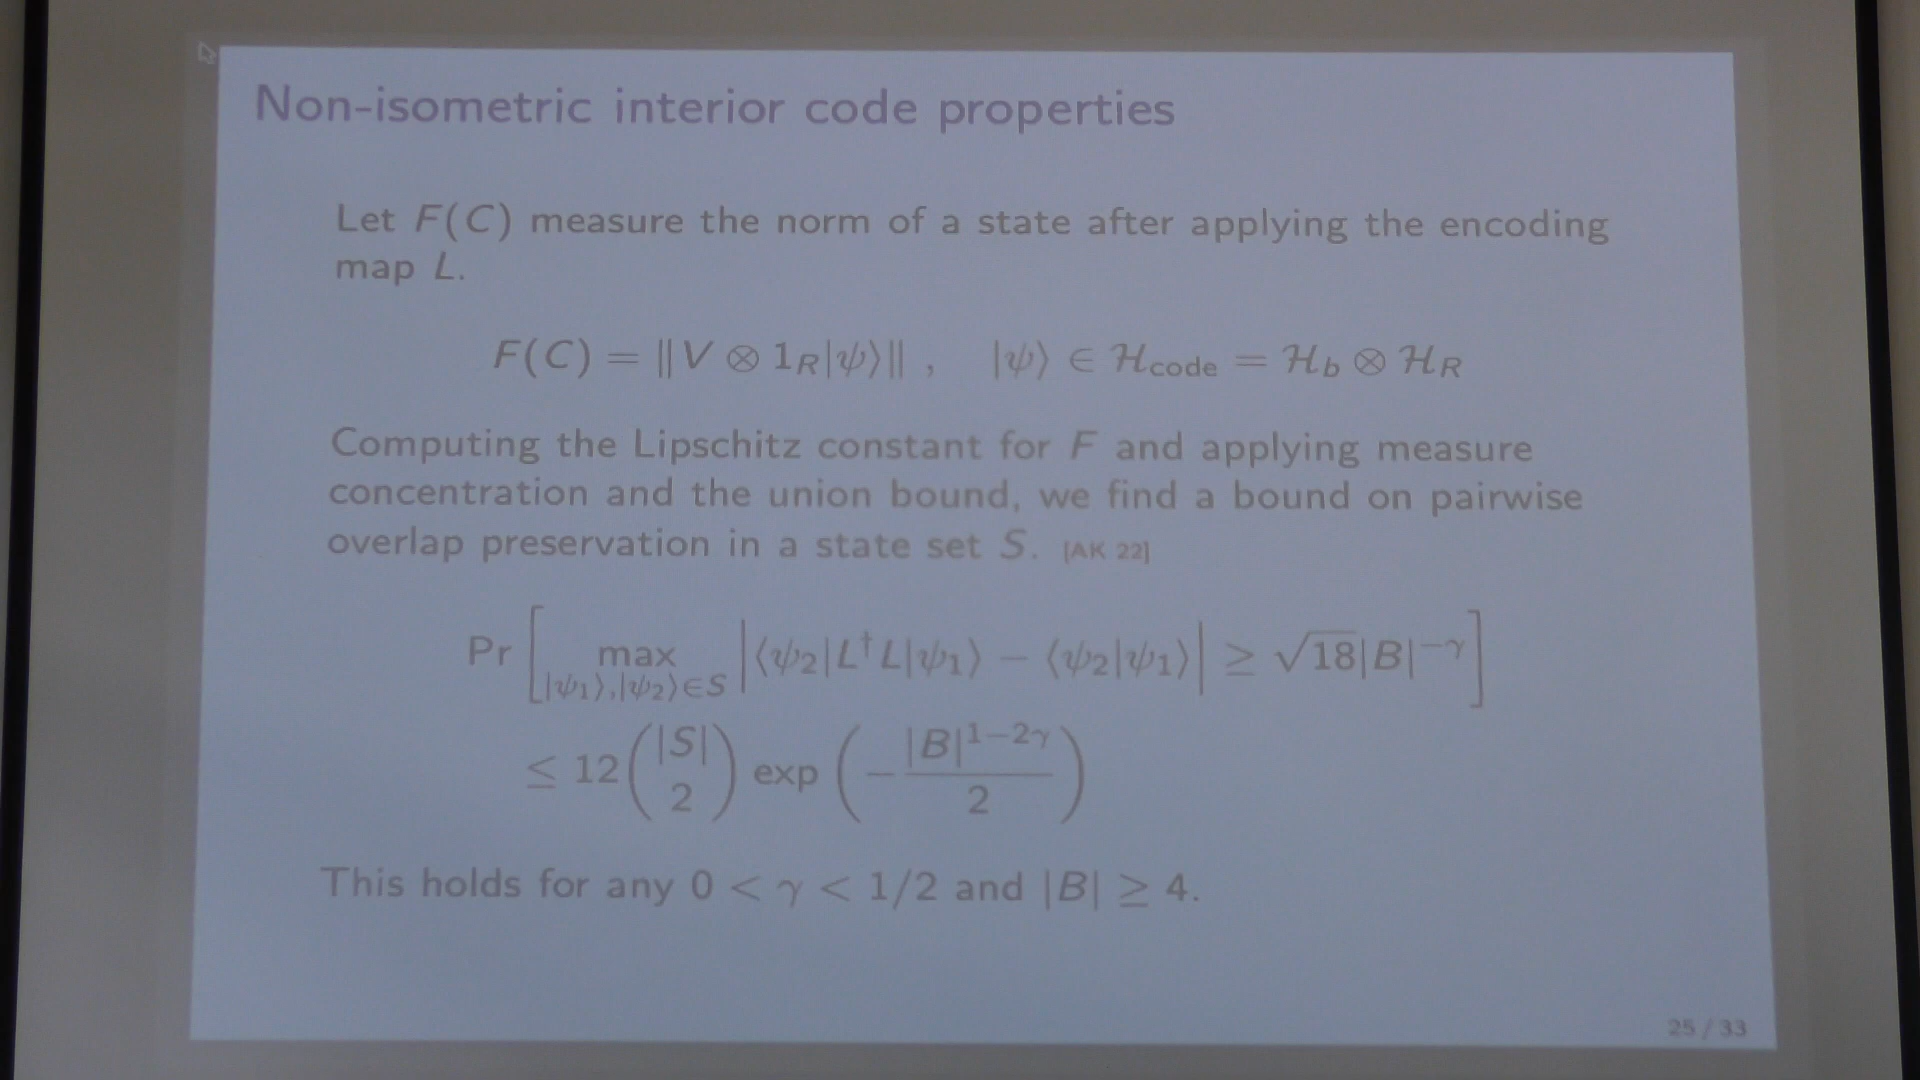 Non-isometric interior code properties
Let F(C) measure the norm of a state after applying the encoding
map L.
F(C) = ‖V ⊗ 1_R|ψ⟩‖ , |ψ⟩ ∈ ℋ_code = ℋ_b ⊗ ℋ_R
Computing the Lipschitz constant for F and applying measure
concentration and the union bound, we find a bound on pairwise
overlap preservation in a state set S. [AK 22]
Pr [ max_{|ψ₁⟩,|ψ₂⟩∈S} |⟨ψ₂|L†L|ψ₁⟩ − ⟨ψ₂|ψ₁⟩| ≥ √18|B|^{−γ} ]
≤ 12 (|S| 2) exp ( − |B|^{1−2γ} / 2 )
This holds for any 0 < γ < 1/2 and |B| ≥ 4.
25 / 33